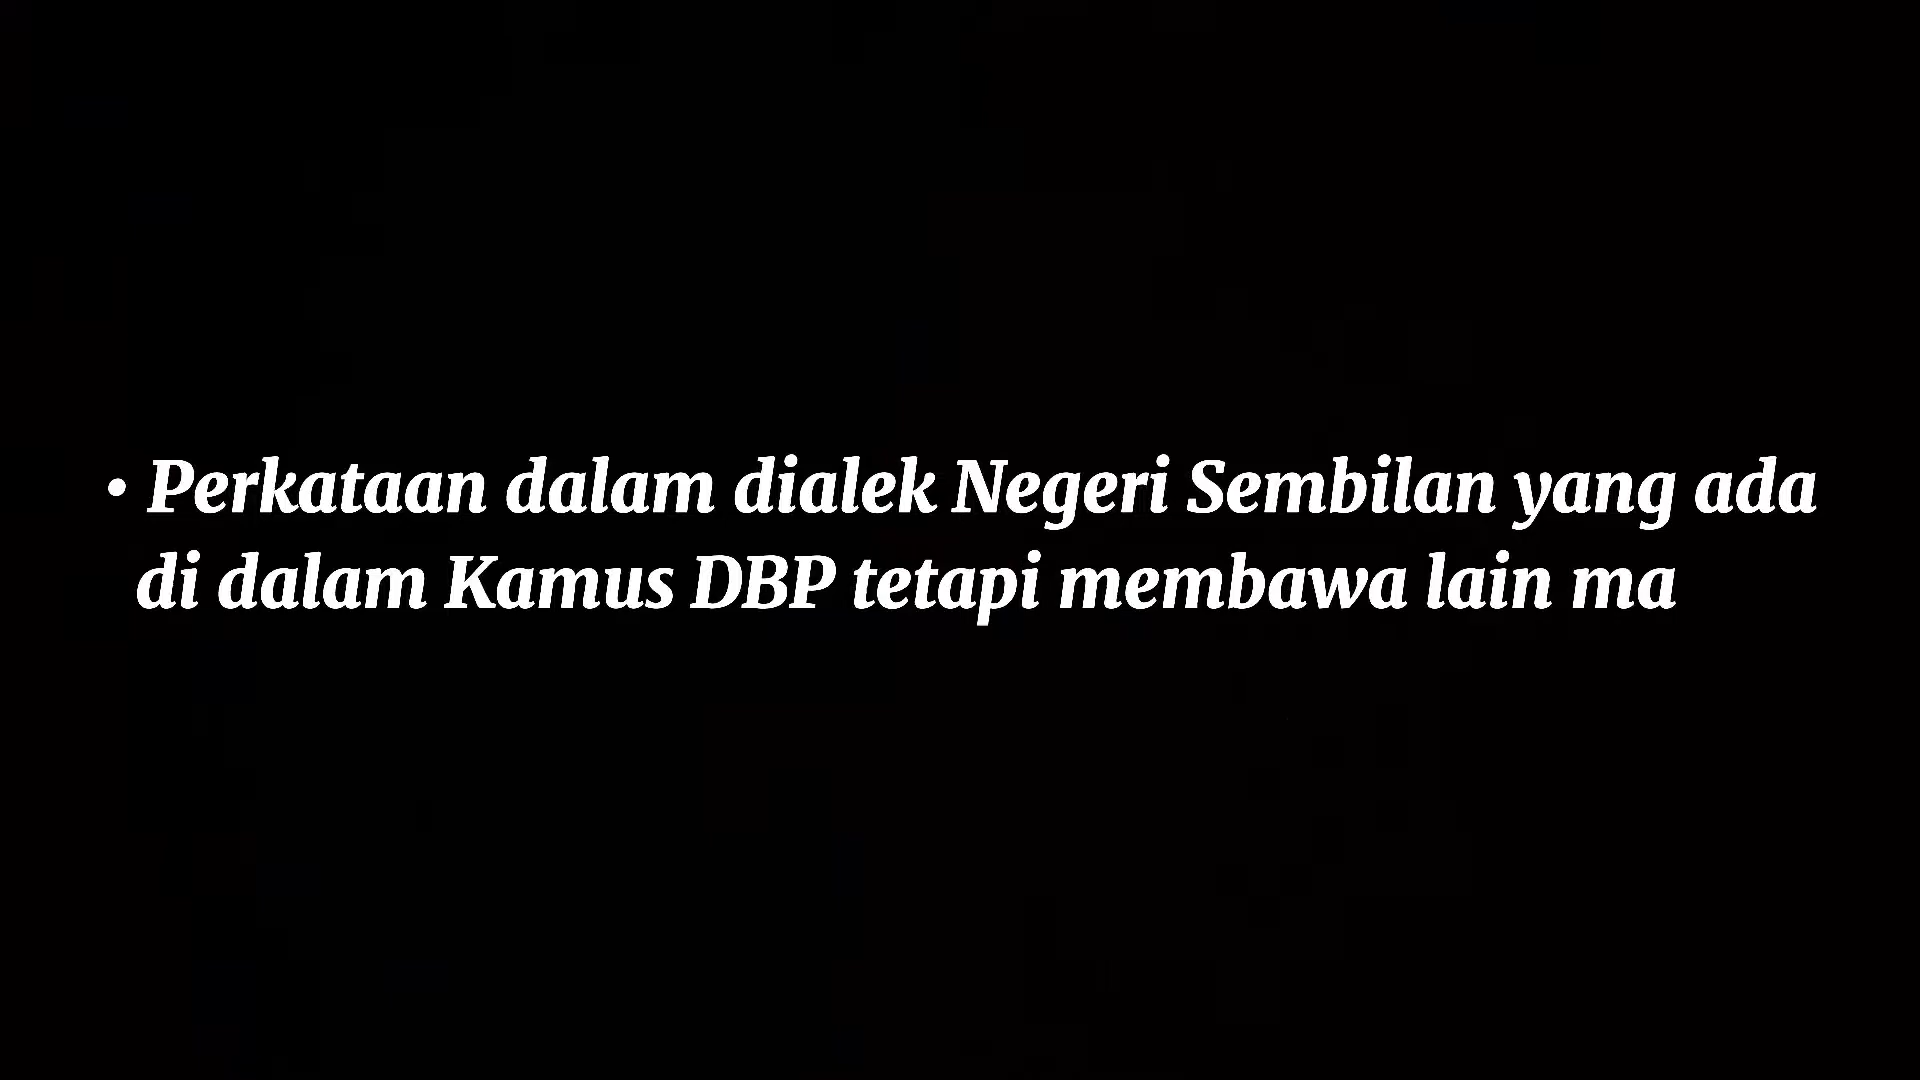 • Perkataan dalam dialek Negeri Sembilan yang ada
di dalam Kamus DBP tetapi membawa lain ma